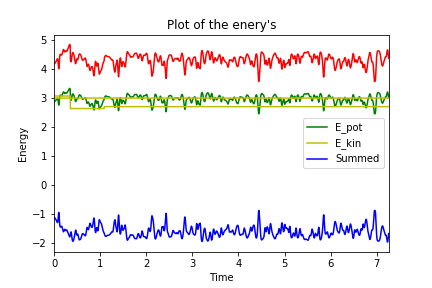 Plot of the enery's
5
4
3
2
1
0
−1
−2
Energy
E_pot
E_kin
Summed
0 1 2 3 4 5 6 7
Time